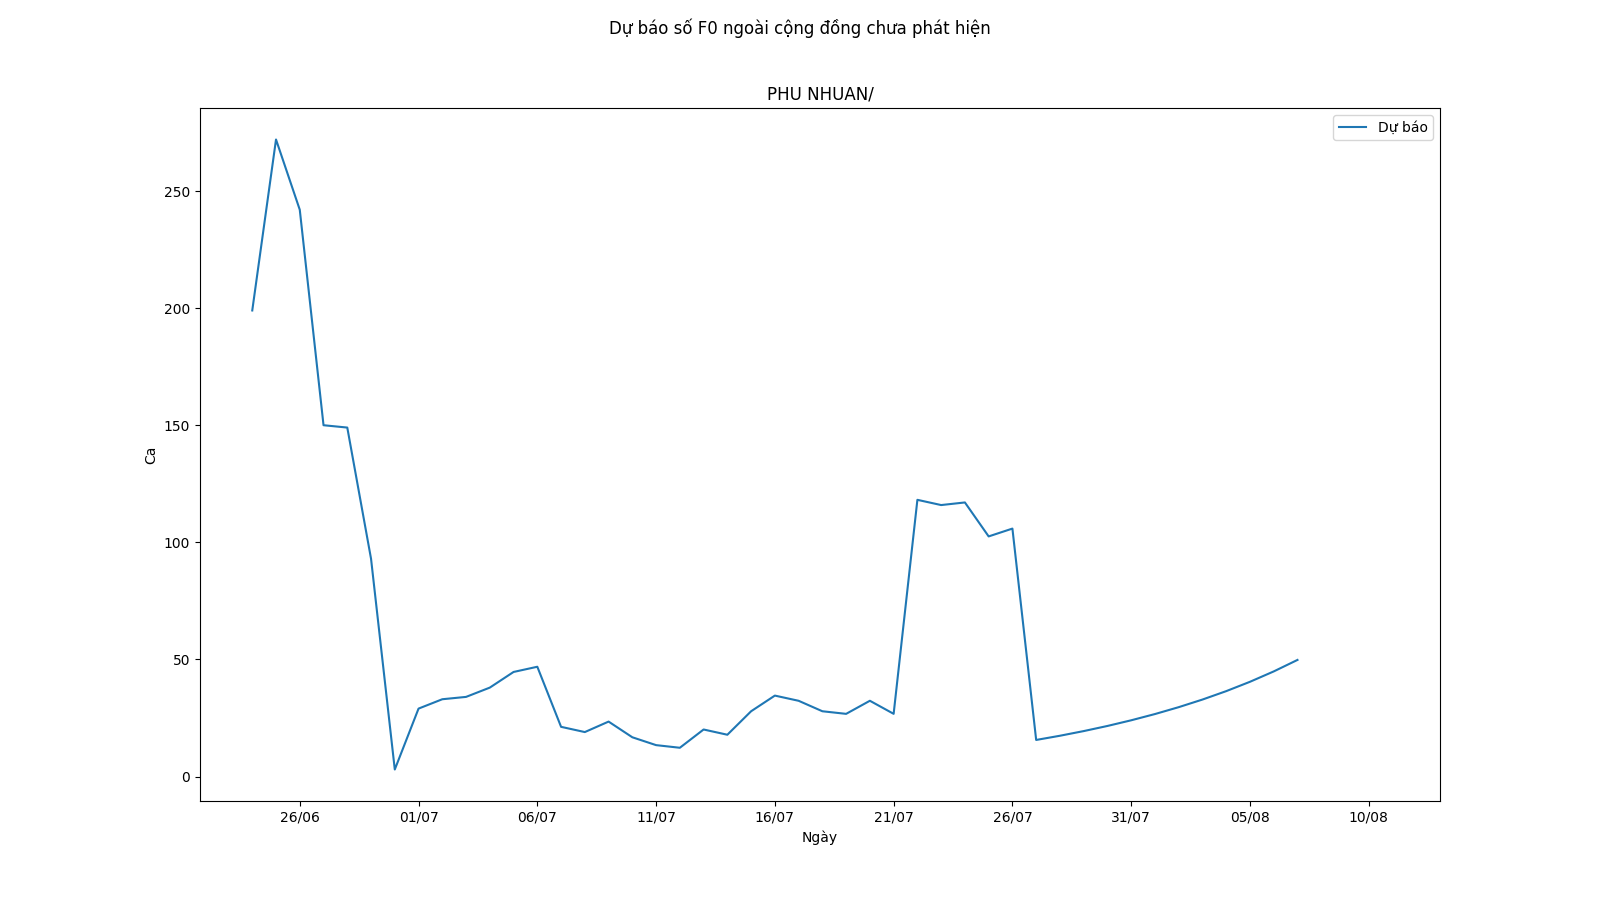 Dự báo số F0 ngoài cộng đồng chưa phát hiện
PHU NHUAN/
Dự báo
250
200
150
100
50
0
Ca
26/06 01/07 06/07 11/07 16/07 21/07 26/07 31/07 05/08 10/08
Ngày